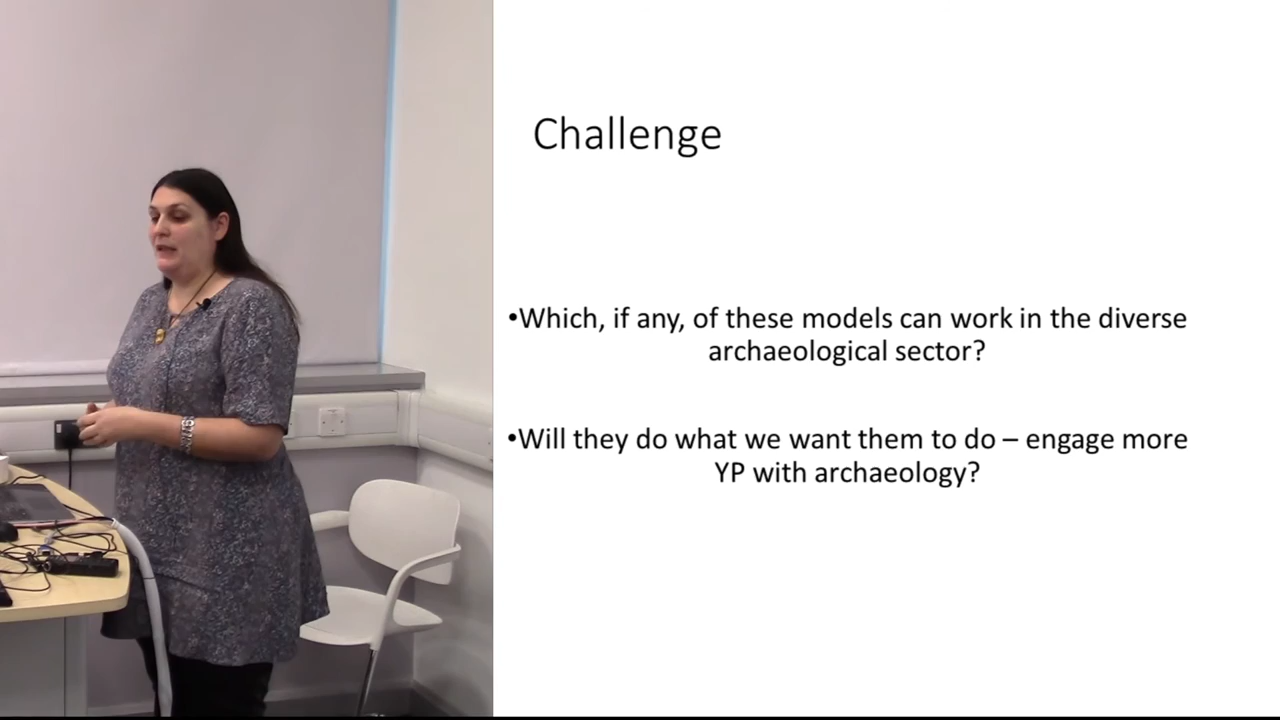 Challenge
•Which, if any, of these models can work in the diverse
archaeological sector?
•Will they do what we want them to do – engage more
YP with archaeology?